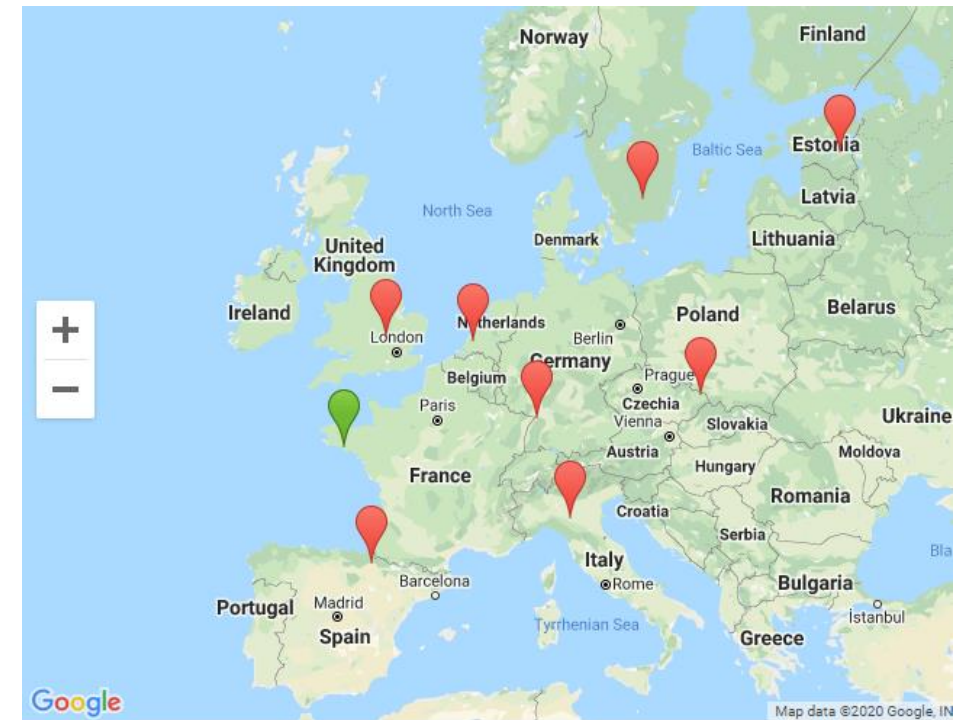 Norway
Finland
Estonia
Baltic Sea
Latvia
North Sea
Denmark
Lithuania
United
Kingdom
Ireland
Netherlands
Poland
Belarus
London
Berlin
Germany
Belgium
Prague
Czechia
Paris
Vienna
Slovakia
Ukraine
Austria
Moldova
Hungary
France
Romania
Croatia
Serbia
Italy
Barcelona
Rome
Bulgaria
Portugal
Madrid
İstanbul
Spain
Tyrrhenian Sea
Greece
Bla
+
−
Google
Map data ©2020 Google, IN